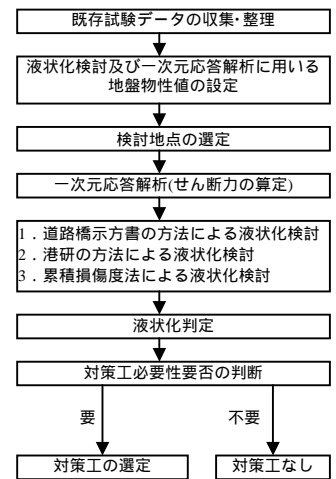 既存試験データの収集･整理
液状化検討及び一次元応答解析に用いる
地盤物性値の設定
検討地点の選定
一次元応答解析(せん断力の算定)
1．道路橋示方書の方法による液状化検討
2．港研の方法による液状化検討
3．累積損傷度法による液状化検討
液状化判定
対策工必要性要否の判断
要
不要
対策工の選定
対策工なし